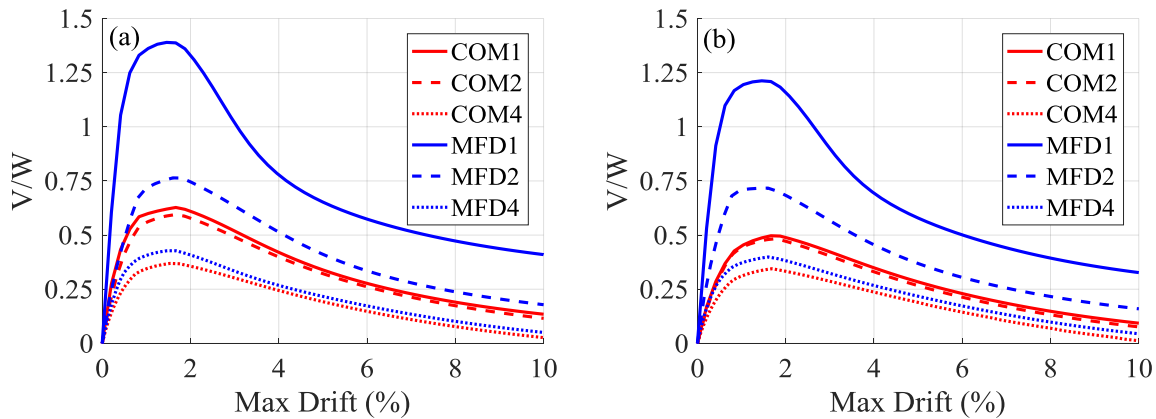 (a)
V/W
1.5
1.25
1
0.75
0.5
0.25
0
0 2 4 6 8 10
Max Drift (%)
COM1
COM2
COM4
MFD1
MFD2
MFD4
(b)
V/W
1.5
1.25
1
0.75
0.5
0.25
0
0 2 4 6 8 10
Max Drift (%)
COM1
COM2
COM4
MFD1
MFD2
MFD4